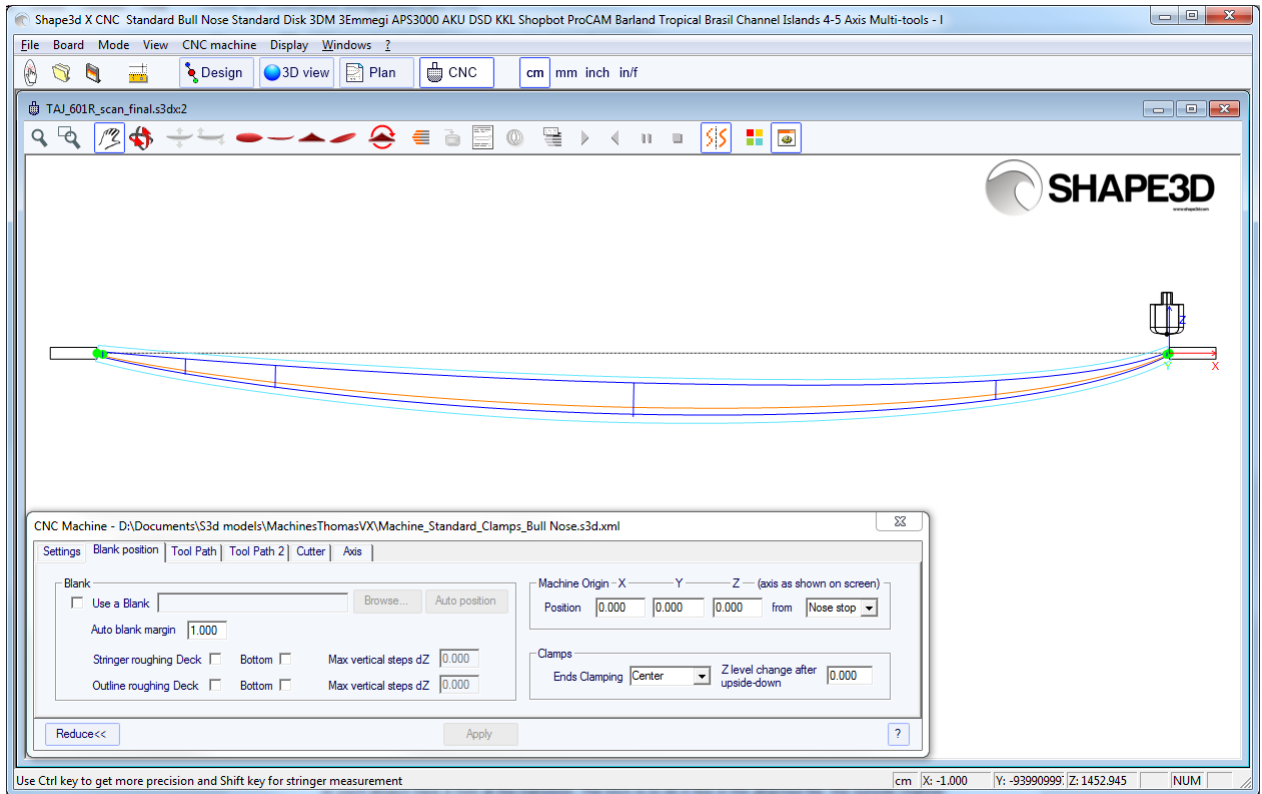 Shape3d X CNC Standard Bull Nose Standard Disk 3DM 3Emmegi APS3000 AKU DSD KKL Shopbot ProCAM Barland Tropical Brasil Channel Islands 4-5 Axis Multi-tools - I
File Board Mode View CNC machine Display Windows ?
Design 3D view Plan CNC cm mm inch in/f
TAJ_601R_scan_final.s3dx:2
SHAPE3D
www.shape3d.com
Z
Y X
CNC Machine - D:\Documents\S3d models\MachinesThomasVX\Machine_Standard_Clamps_Bull Nose.s3d.xml
Settings Blank position Tool Path Tool Path 2 Cutter Axis
Blank
Use a Blank Browse... Auto position
Auto blank margin 1.000
Stringer roughing Deck Bottom Max vertical steps dZ 0.000
Outline roughing Deck Bottom Max vertical steps dZ 0.000
Machine Origin - X Y Z (axis as shown on screen)
Position 0.000 0.000 0.000 from Nose stop
Clamps
Ends Clamping Center Z level change after upside-down 0.000
Reduce<< Apply ?
Use Ctrl key to get more precision and Shift key for stringer measurement cm X: -1.000 Y: -93990999: Z: 1452.945 NUM